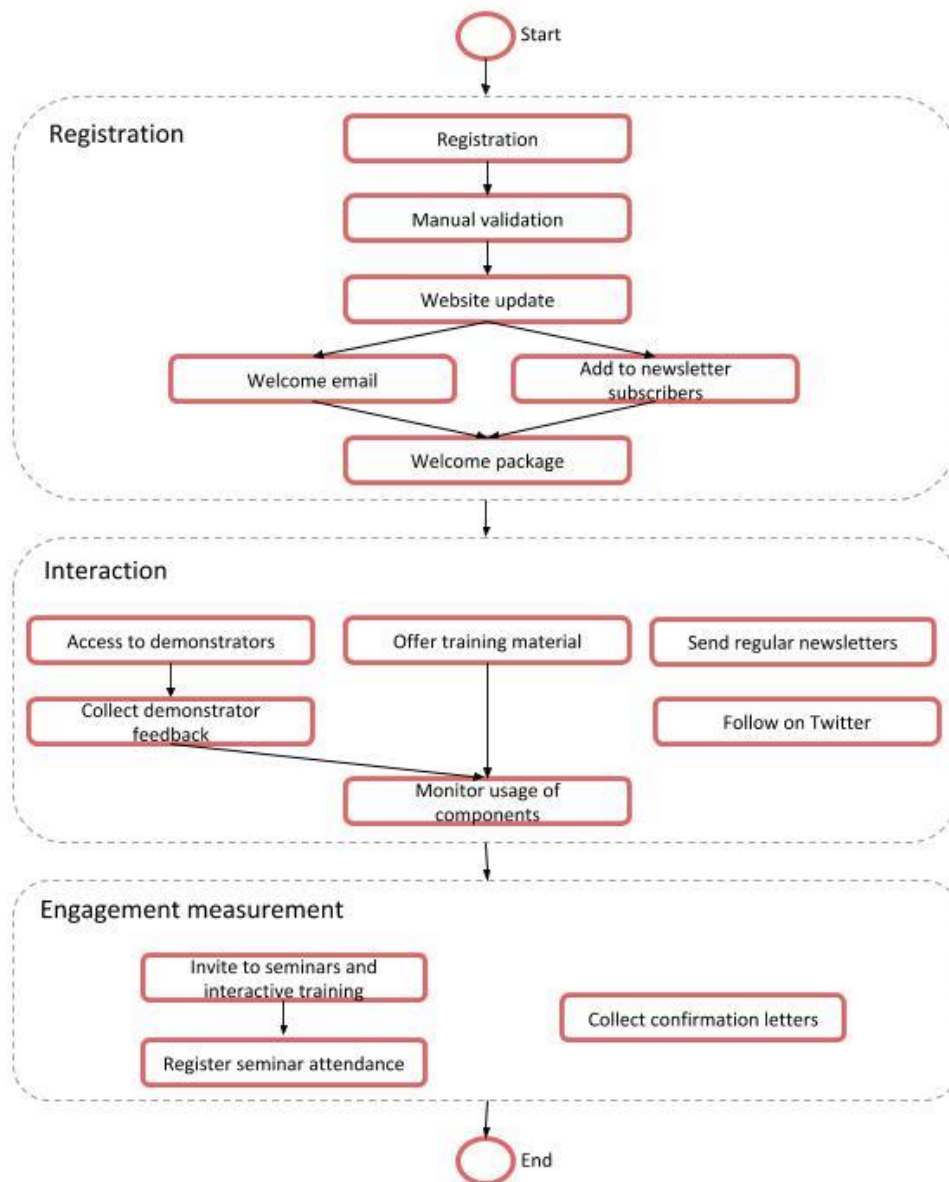 Start
Registration
Registration
Manual validation
Website update
Welcome email
Add to newsletter
subscribers
Welcome package
Interaction
Access to demonstrators
Offer training material
Send regular newsletters
Collect demonstrator
feedback
Follow on Twitter
Monitor usage of
components
Engagement measurement
Invite to seminars and
interactive training
Collect confirmation letters
Register seminar attendance
End